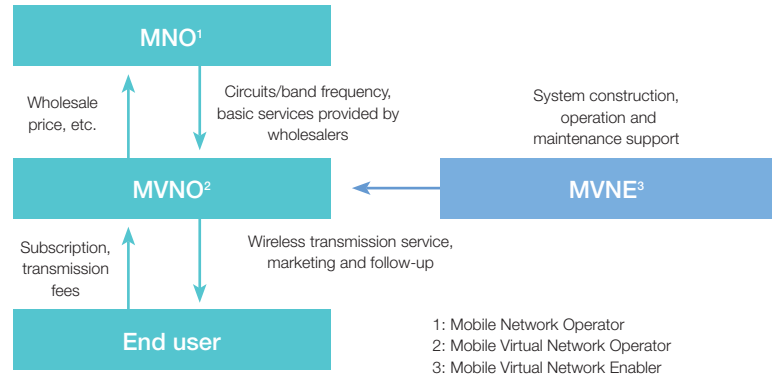 MNO¹
Wholesale
price, etc.
Circuits/band frequency,
basic services provided by
wholesalers
System construction,
operation and
maintenance support
MVNO²
MVNE³
Subscription,
transmission
fees
Wireless transmission service,
marketing and follow-up
End user
1: Mobile Network Operator
2: Mobile Virtual Network Operator
3: Mobile Virtual Network Enabler